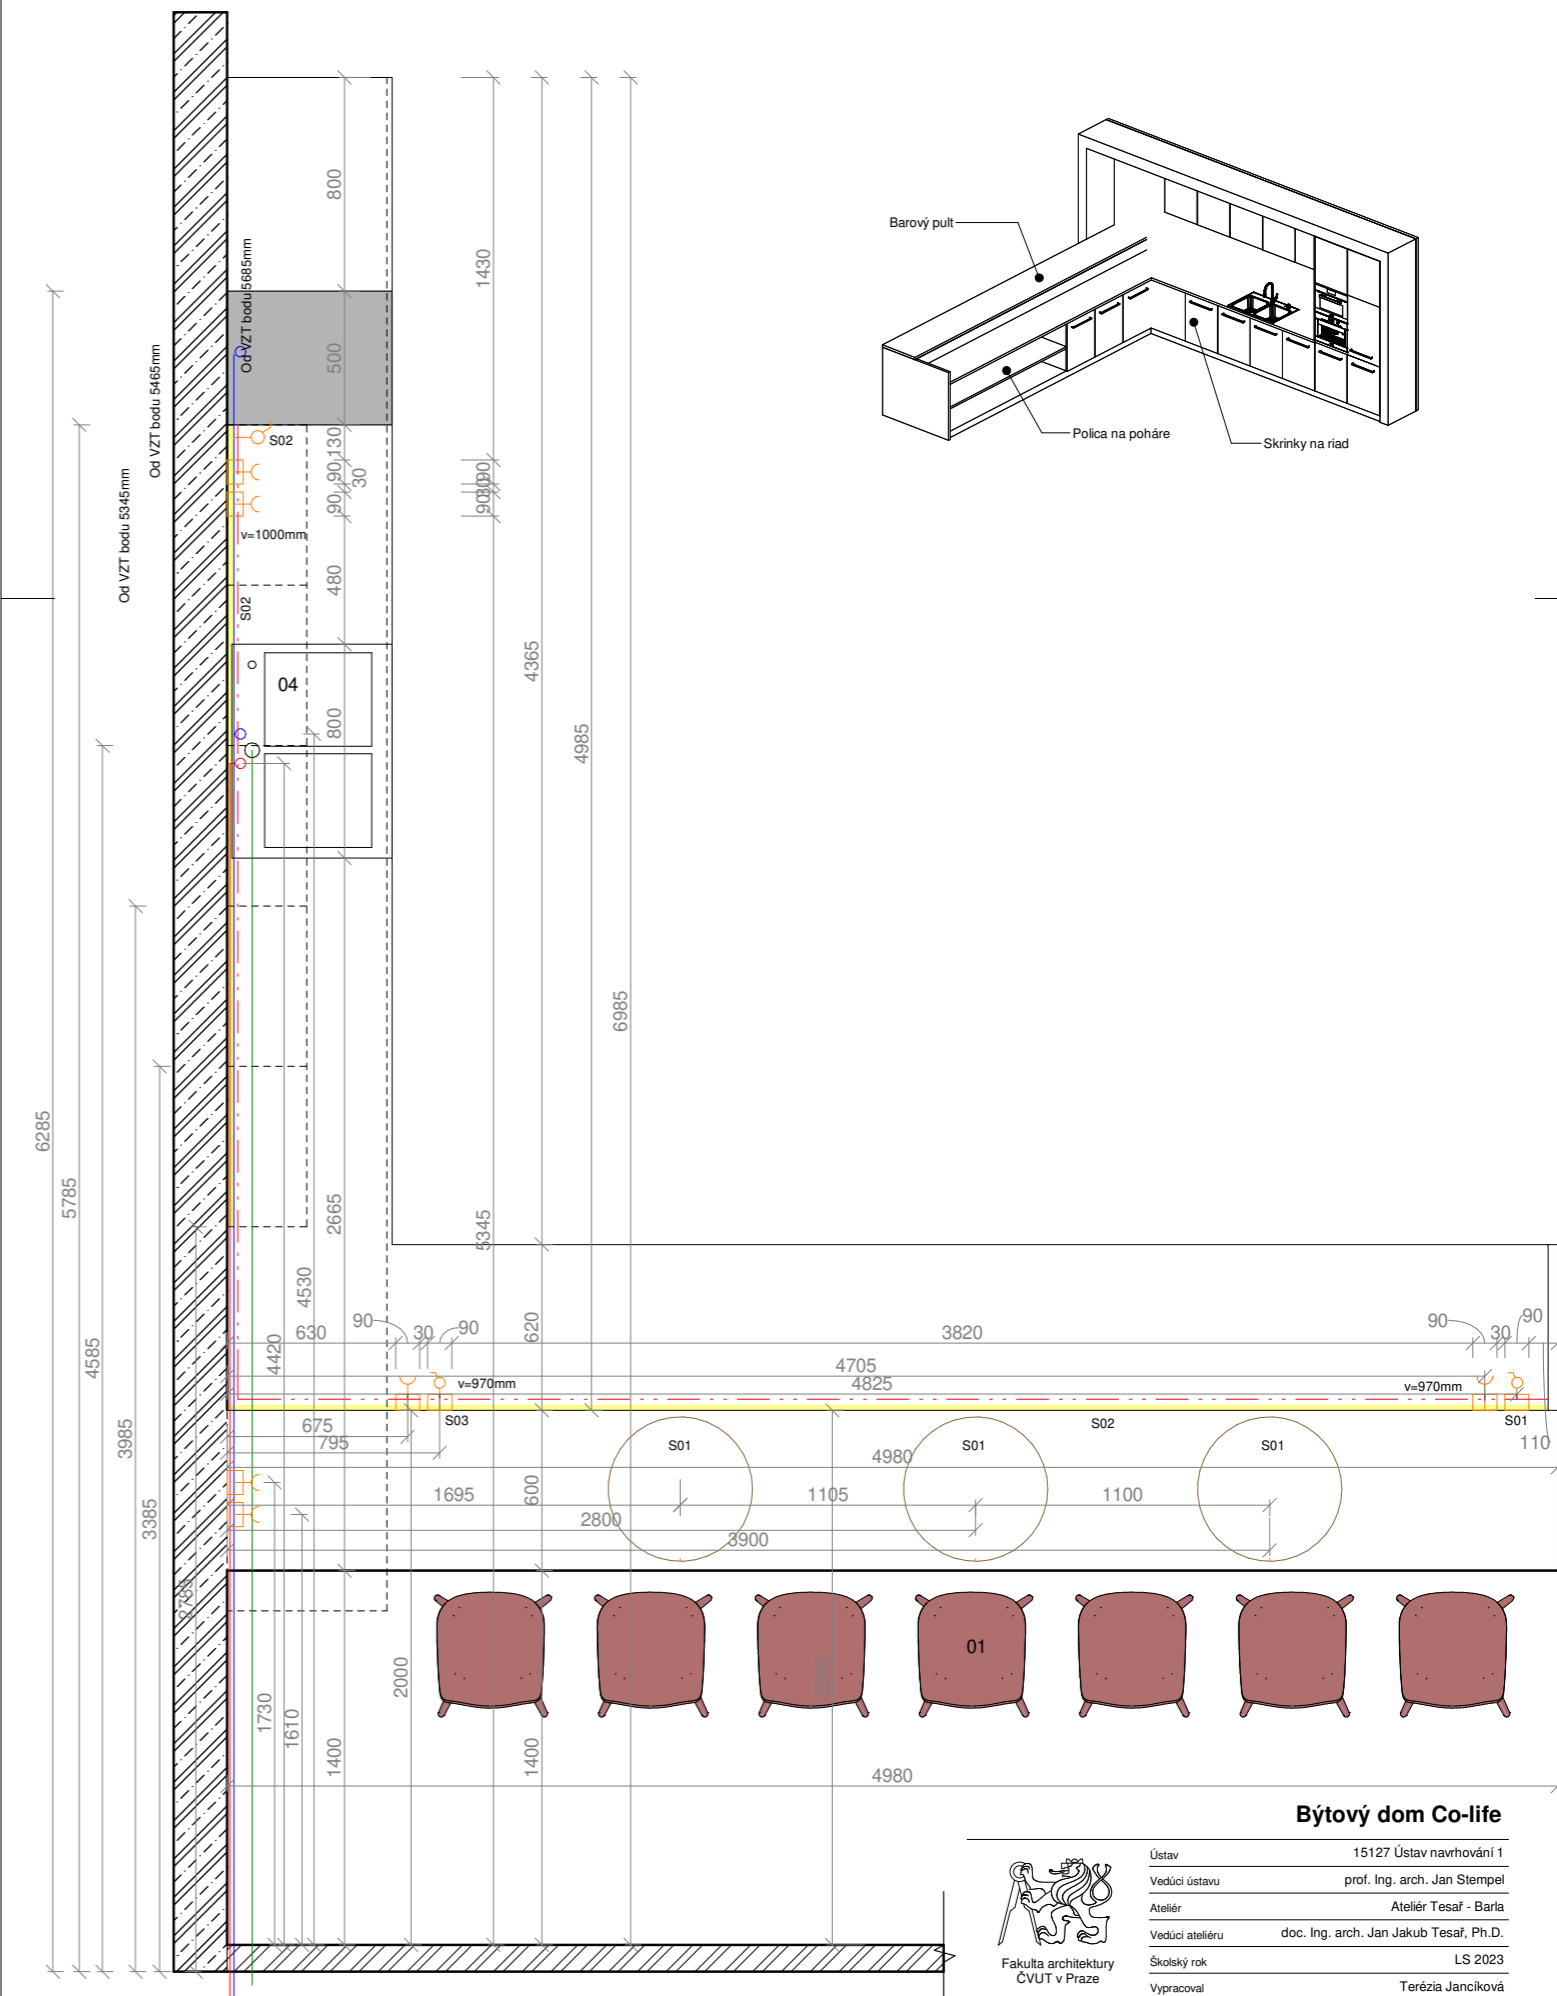 800
1430
Od VZT bodu 5685mm
Od VZT bodu 5465mm
Od VZT bodu 5345mm
500
S02
130
90
30
90
90
30
90
v=1000mm
480
S02
04
800
4365
4985
6985
Barový pult
Polica na poháre
Skrinky na riad
6285
5785
4585
3985
3385
2785
2665
4530
4420
5345
620
630
90
30
90
3820
90
30
90
4705
4825
v=970mm
v=970mm
S03
S02
S01
675
795
S01
S01
S01
4980
110
1695
600
1105
1100
2800
3900
01
1730
1610
1400
2000
1400
2000
4980
Býtový dom Co-life
Ústav 15127 Ústav navrhování 1
Vedúci ústavu prof. Ing. arch. Jan Stempel
Ateliér Ateliér Tesař - Barla
Vedúci ateliéru doc. Ing. arch. Jan Jakub Tesař, Ph.D.
Školský rok LS 2023
Vypracoval Terézia Jancíková
Fakulta architektury
ČVUT v Praze